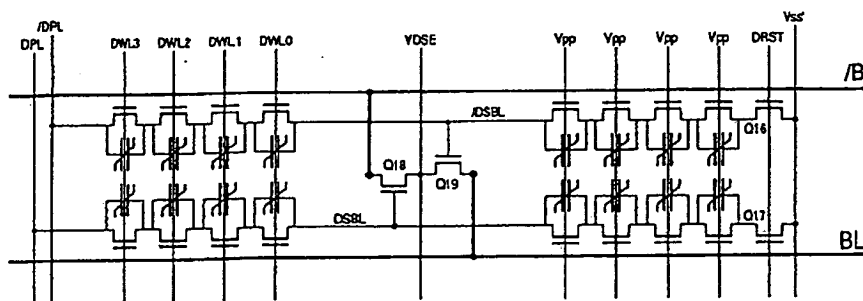 /DPL
DPL
DWL3 DWL2 DWL1 DWL0
VDSE
Vpp Vpp Vpp Vpp
DRST
Vss'
/B
/DSBL
Q16
Q18
Q19
DSBL
Q17
BL